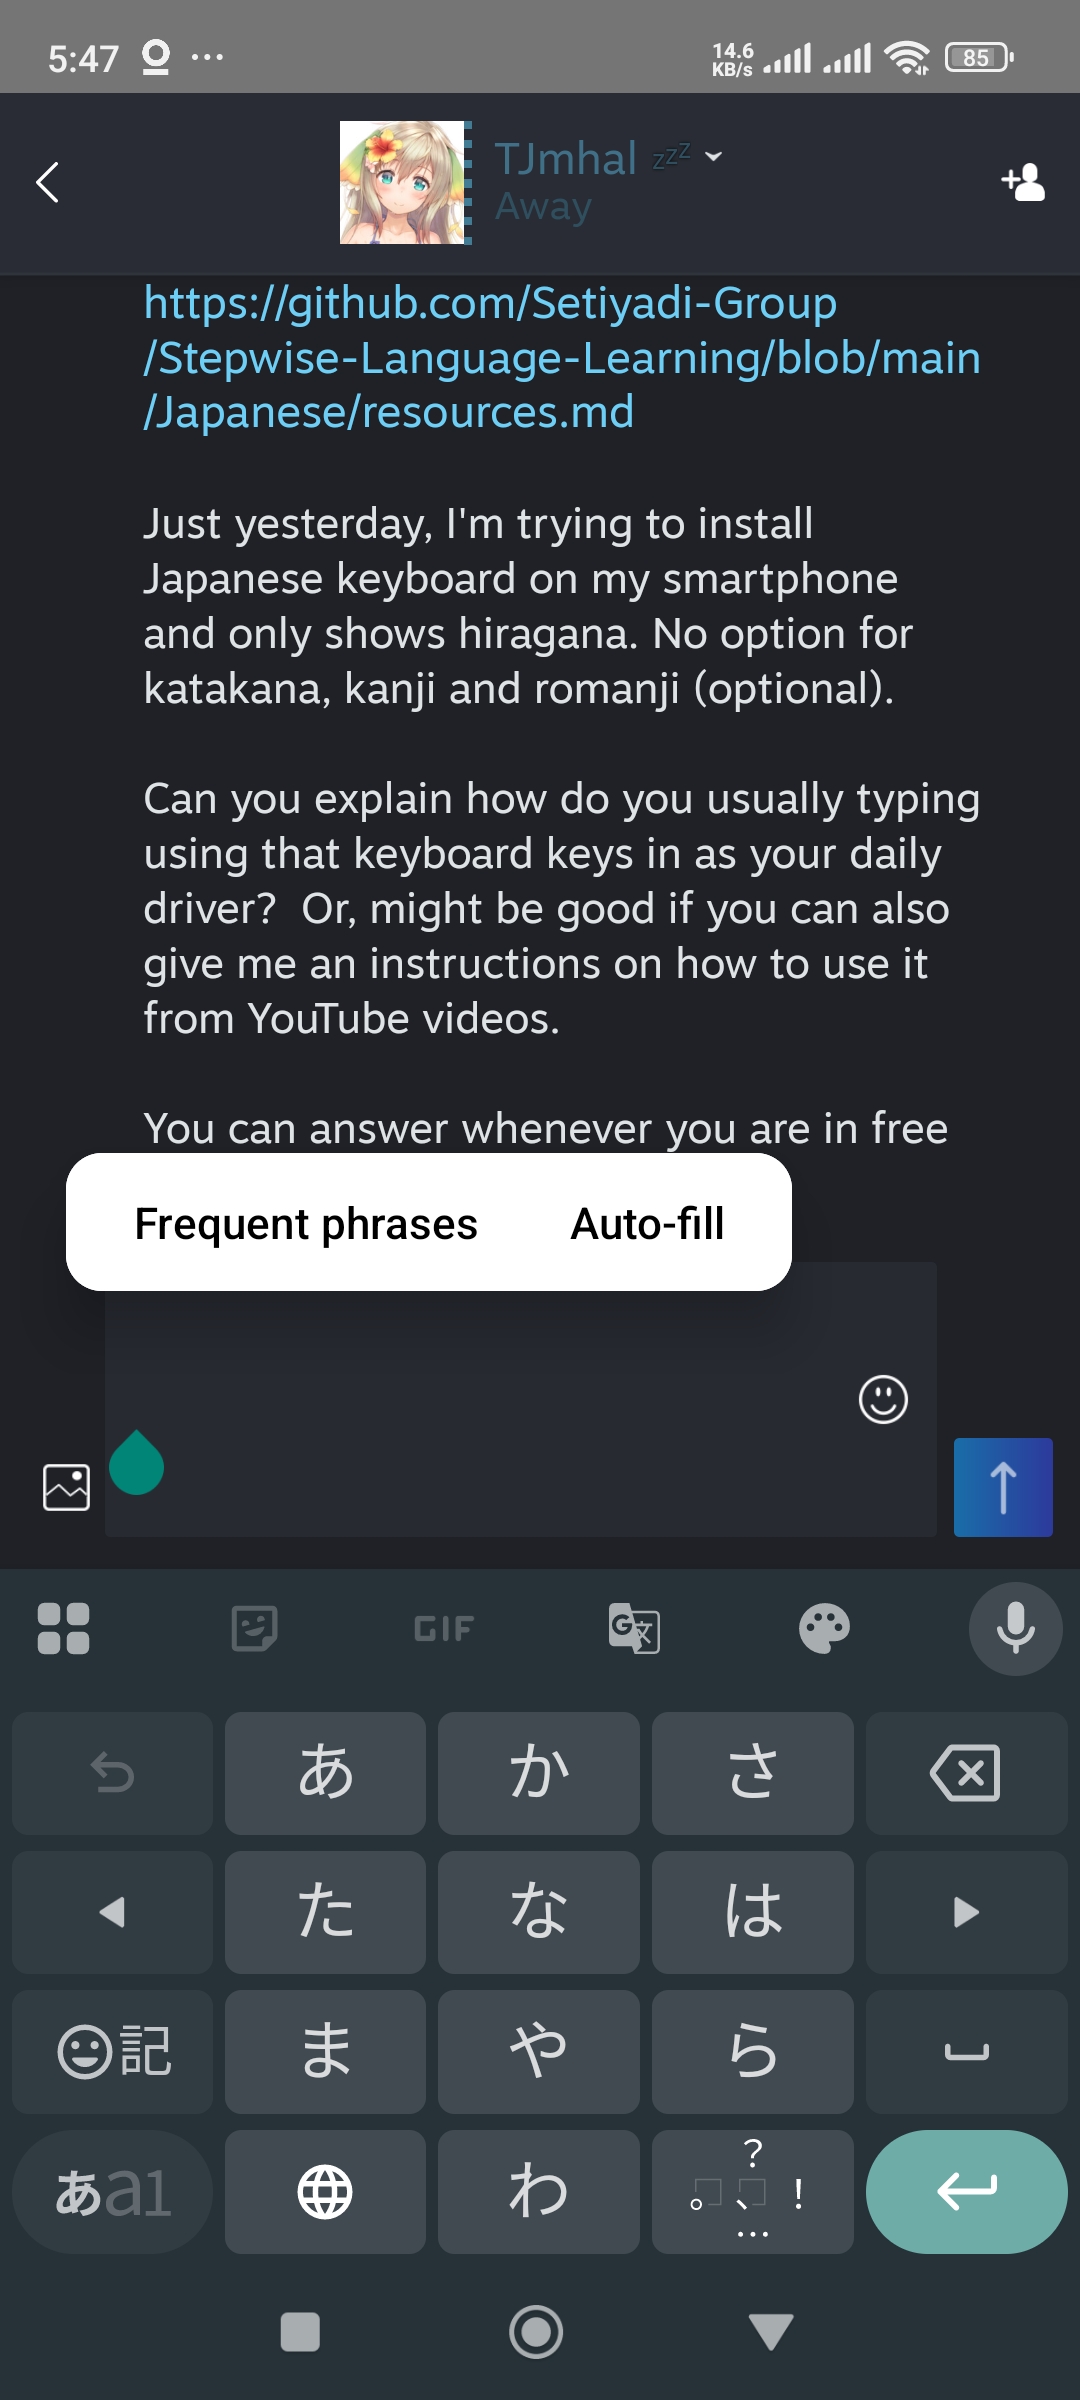 5:47
14.6
KB/s
85
TJmhal zzz
Away
https://github.com/Setiyadi-Group
/Stepwise-Language-Learning/blob/main
/Japanese/resources.md
Just yesterday, I'm trying to install
Japanese keyboard on my smartphone
and only shows hiragana. No option for
katakana, kanji and romanji (optional).
Can you explain how do you usually typing
using that keyboard keys in as your daily
driver?  Or, might be good if you can also
give me an instructions on how to use it
from YouTube videos.
You can answer whenever you are in free
Frequent phrases Auto-fill
GIF
あ か さ
た な は
記 ま や ら
あa1 わ 。、?!…